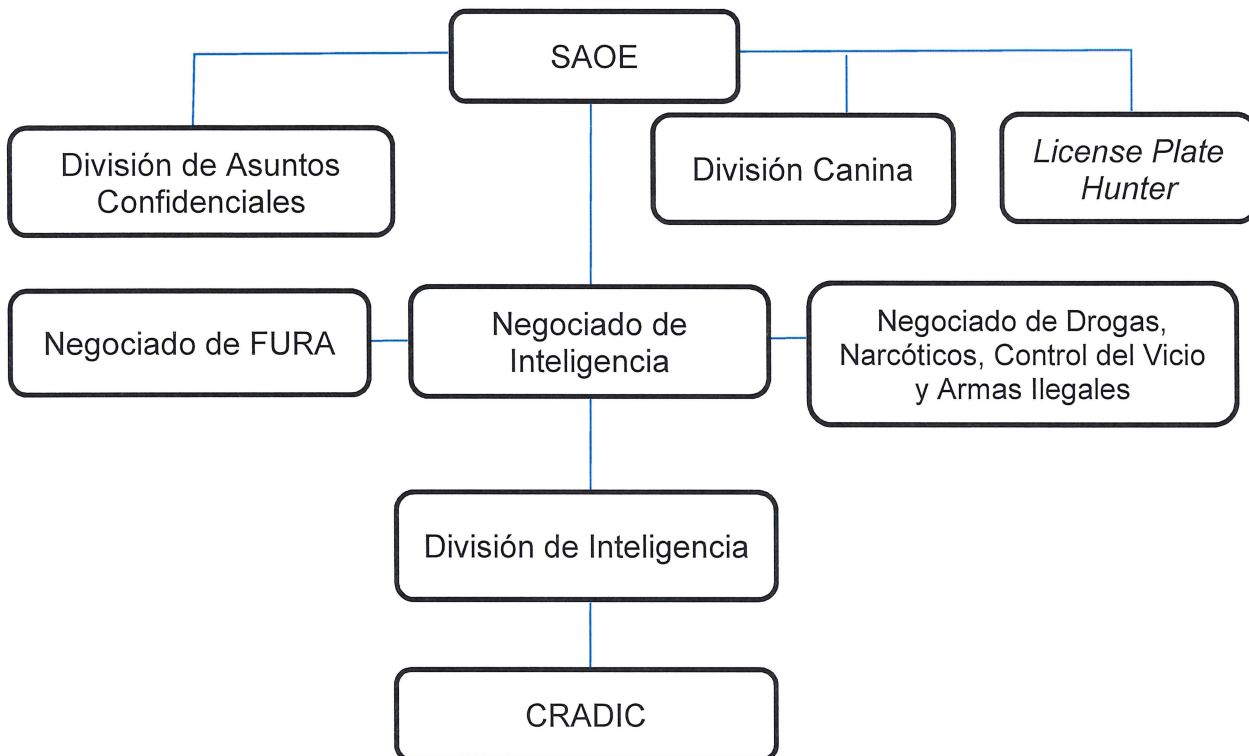 SAOE
División de Asuntos
Confidenciales
División Canina
License Plate
Hunter
Negociado de FURA
Negociado de
Inteligencia
Negociado de Drogas,
Narcóticos, Control del Vicio
y Armas Ilegales
División de Inteligencia
CRADIC